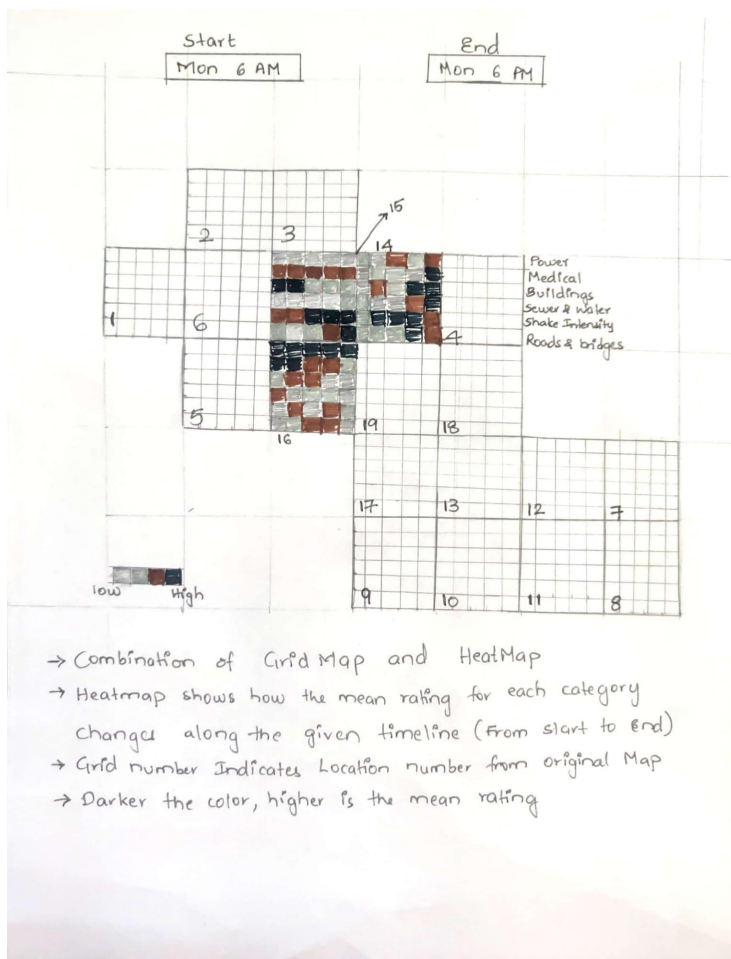 Start
End
Mon 6 AM
Mon 6 PM
15
2
3
14
Power
Medical
Buildings
Sewer & Water
Shake Intensity
Roads & bridges
1
6
4
5
16
19
18
17
13
12
7
low
High
9
10
11
8
→ Combination of Grid Map and HeatMap
→ Heatmap shows how the mean rating for each category
changes along the given timeline (From start to End)
→ Grid number Indicates Location number from original Map
→ Darker the color, higher is the mean rating